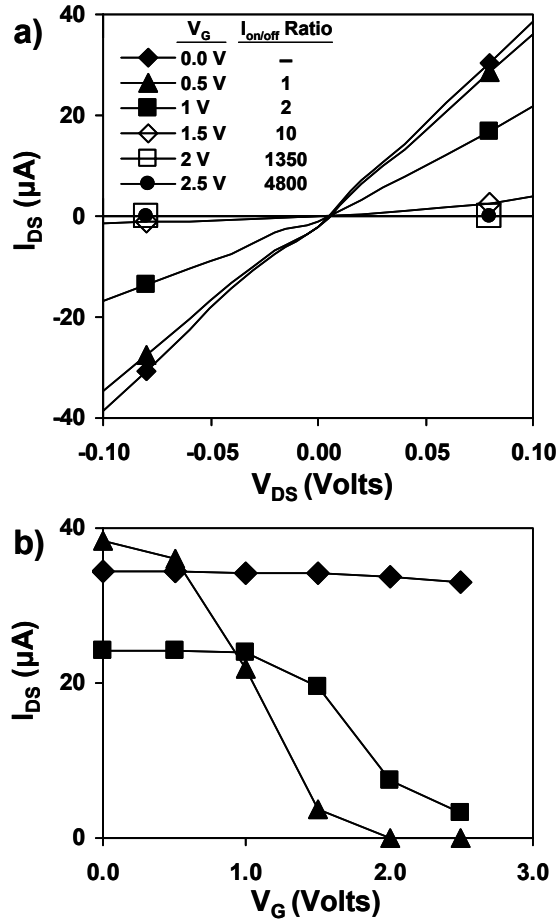 a)
V_G I_on/off Ratio
0.0 V –
0.5 V 1
1 V 2
1.5 V 10
2 V 1350
2.5 V 4800
40
20
0
-20
-40
I_DS (µA)
-0.10 -0.05 0.00 0.05 0.10
V_DS (Volts)
b)
40
20
0
I_DS (µA)
0.0 1.0 2.0 3.0
V_G (Volts)